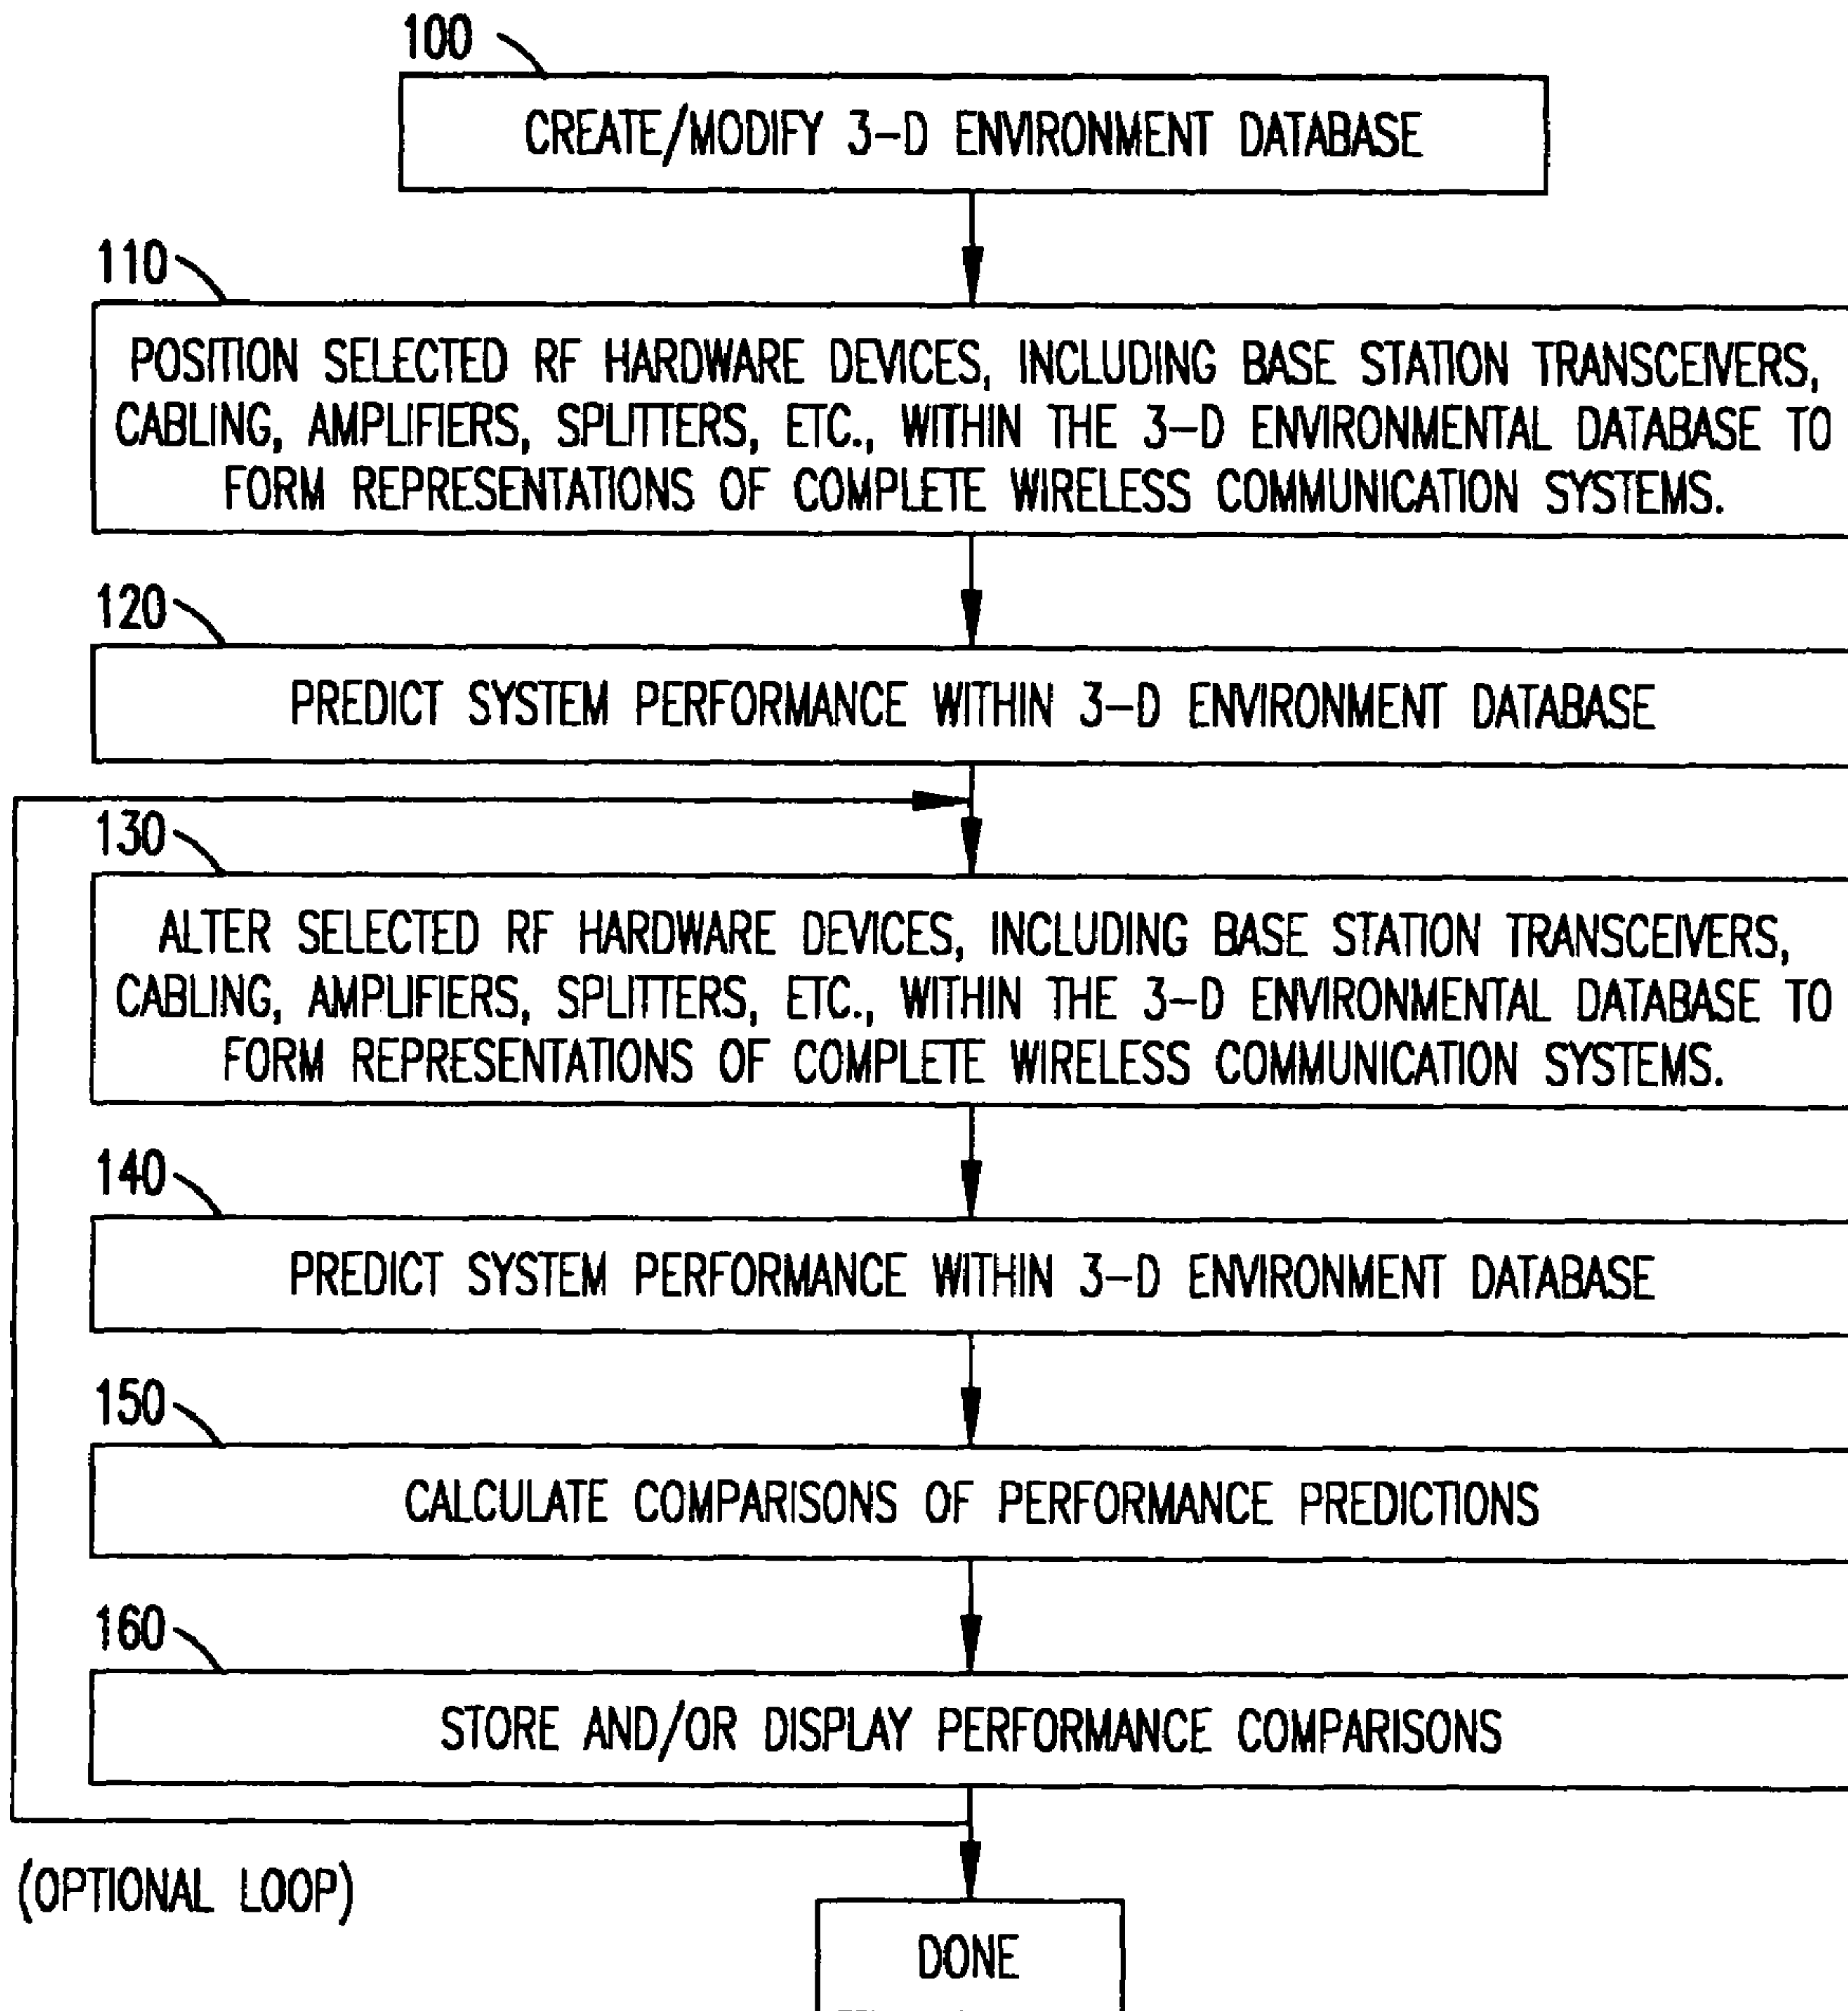 100
CREATE/MODIFY 3-D ENVIRONMENT DATABASE
110
POSITION SELECTED RF HARDWARE DEVICES, INCLUDING BASE STATION TRANSCEIVERS,
CABLING, AMPLIFIERS, SPLITTERS, ETC., WITHIN THE 3-D ENVIRONMENTAL DATABASE TO
FORM REPRESENTATIONS OF COMPLETE WIRELESS COMMUNICATION SYSTEMS.
120
PREDICT SYSTEM PERFORMANCE WITHIN 3-D ENVIRONMENT DATABASE
130
ALTER SELECTED RF HARDWARE DEVICES, INCLUDING BASE STATION TRANSCEIVERS,
CABLING, AMPLIFIERS, SPLITTERS, ETC., WITHIN THE 3-D ENVIRONMENTAL DATABASE TO
FORM REPRESENTATIONS OF COMPLETE WIRELESS COMMUNICATION SYSTEMS.
140
PREDICT SYSTEM PERFORMANCE WITHIN 3-D ENVIRONMENT DATABASE
150
CALCULATE COMPARISONS OF PERFORMANCE PREDICTIONS
160
STORE AND/OR DISPLAY PERFORMANCE COMPARISONS
(OPTIONAL LOOP)
DONE